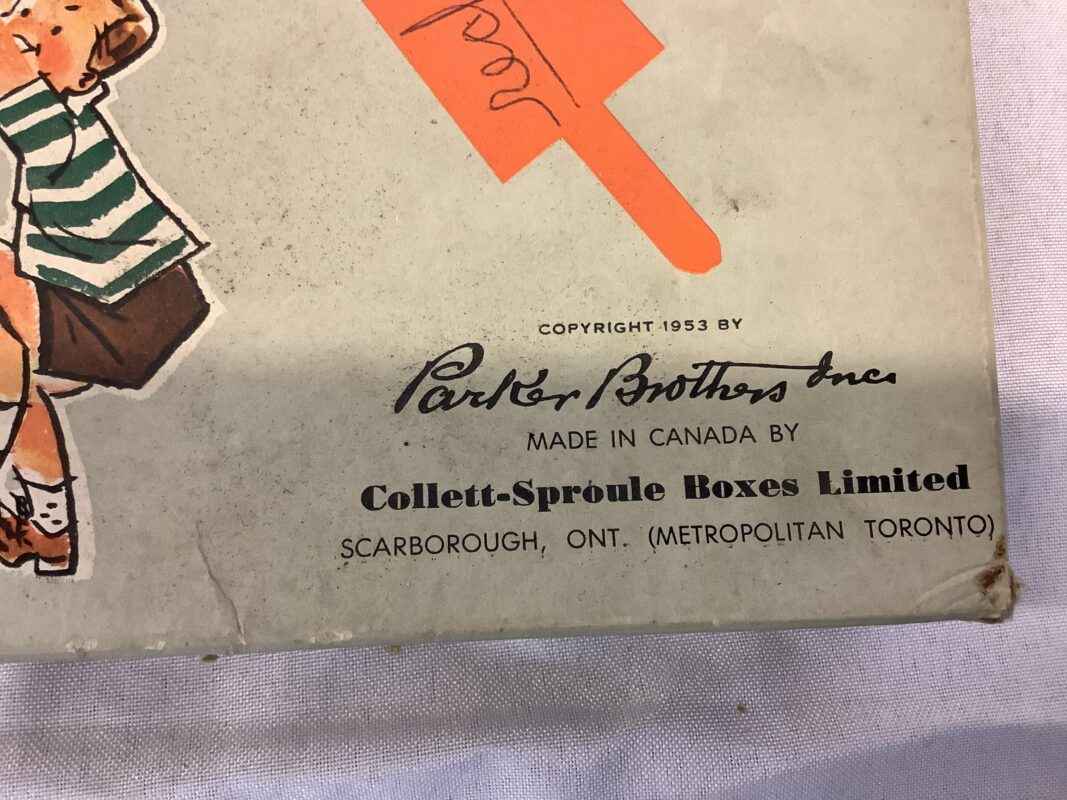 COPYRIGHT 1953 BY
Parker Brothers Inc.
MADE IN CANADA BY
Collett-Sproule Boxes Limited
SCARBOROUGH, ONT. (METROPOLITAN TORONTO)